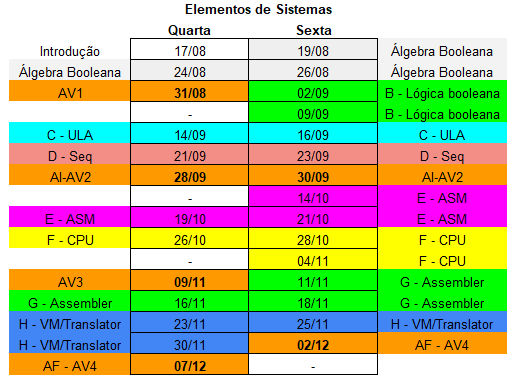 Elementos de Sistemas
Quarta Sexta
Introdução 17/08 19/08 Álgebra Booleana
Álgebra Booleana 24/08 26/08 Álgebra Booleana
AV1 31/08 02/09 B - Lógica booleana
- 09/09 B - Lógica booleana
C - ULA 14/09 16/09 C - ULA
D - Seq 21/09 23/09 D - Seq
AI-AV2 28/09 30/09 AI-AV2
- 14/10 E - ASM
E - ASM 19/10 21/10 E - ASM
F - CPU 26/10 28/10 F - CPU
- 04/11 F - CPU
AV3 09/11 11/11 G - Assembler
G - Assembler 16/11 18/11 G - Assembler
H - VM/Translator 23/11 25/11 H - VM/Translator
H - VM/Translator 30/11 02/12 AF - AV4
AF - AV4 07/12 -